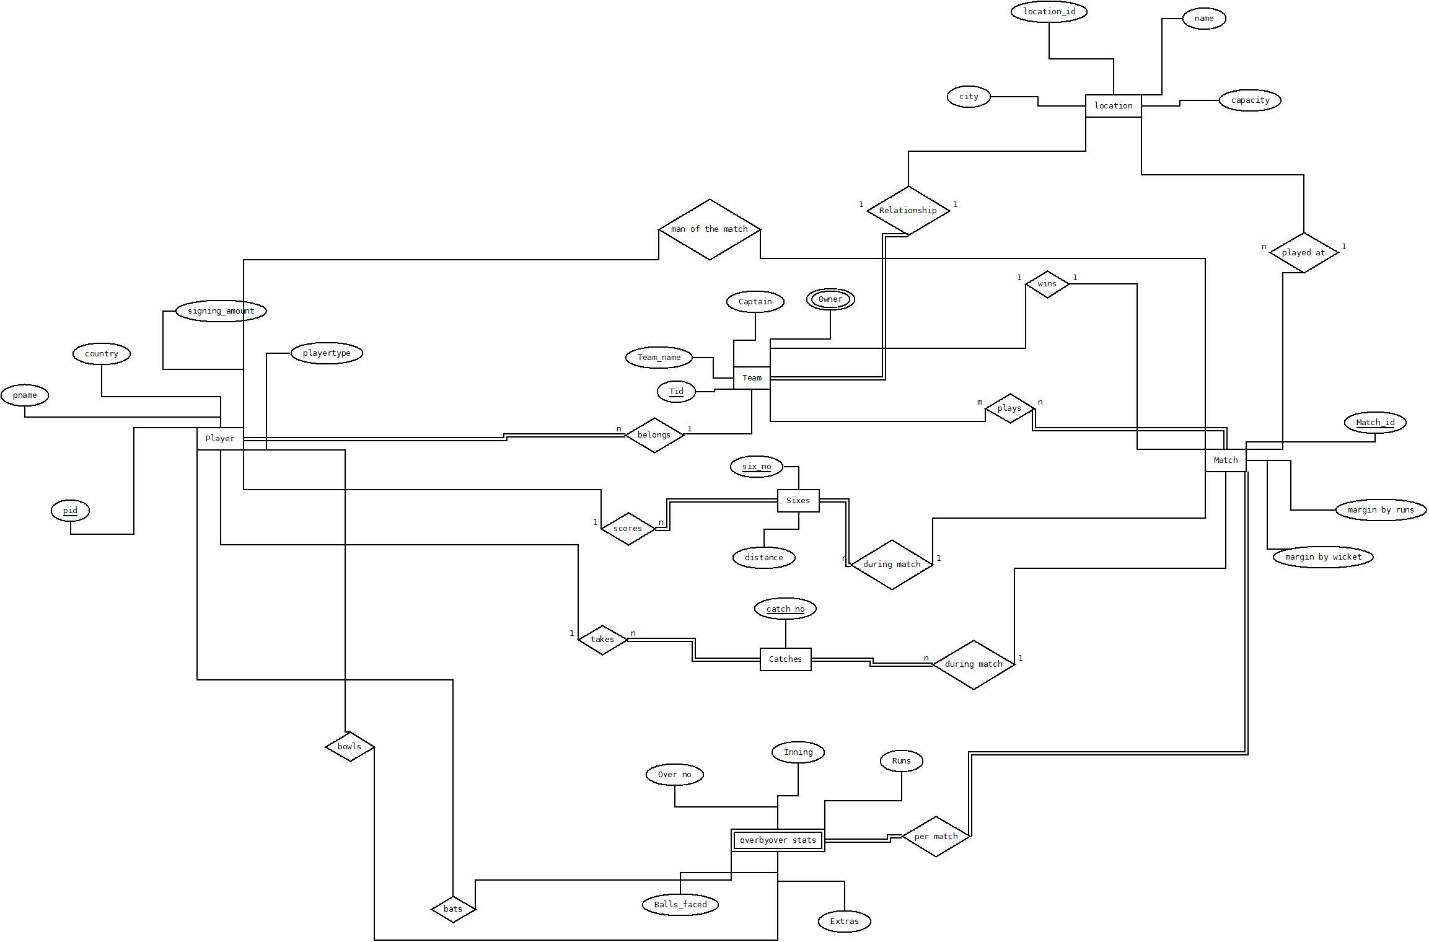 location_id
name
city
location
capacity
1
Relationship
1
man of the match
n
played at
1
1
wins
1
Captain
Owner
signing_amount
country
playertype
Team_name
Team
Tid
pname
m
plays
n
Match_id
Player
n
belongs
1
Match
six_no
Sixes
pid
margin by runs
1
scores
n
distance
n
during match
1
margin by wicket
catch no
1
takes
n
Catches
n
during match
1
bowls
Inning
Over no
Runs
overbyover stats
per match
bats
Balls_faced
Extras